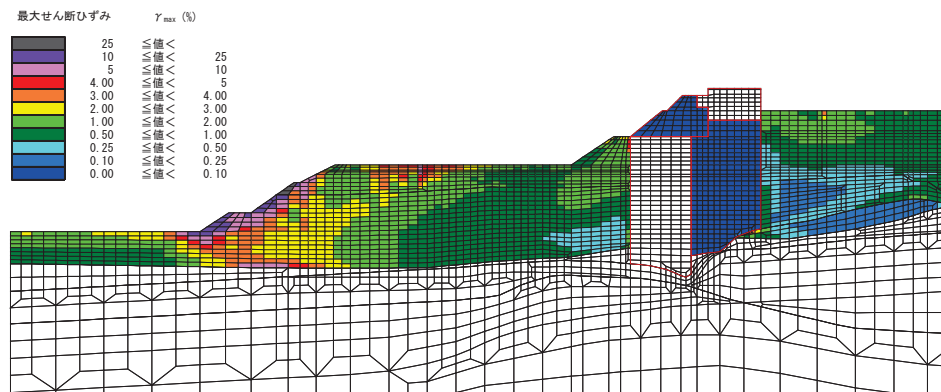 最大せん断ひずみ γmax (%)
25 ≦値<
10 ≦値< 25
5 ≦値< 10
4.00 ≦値< 5
3.00 ≦値< 4.00
2.00 ≦値< 3.00
1.00 ≦値< 2.00
0.50 ≦値< 1.00
0.25 ≦値< 0.50
0.10 ≦値< 0.25
0.00 ≦値< 0.10